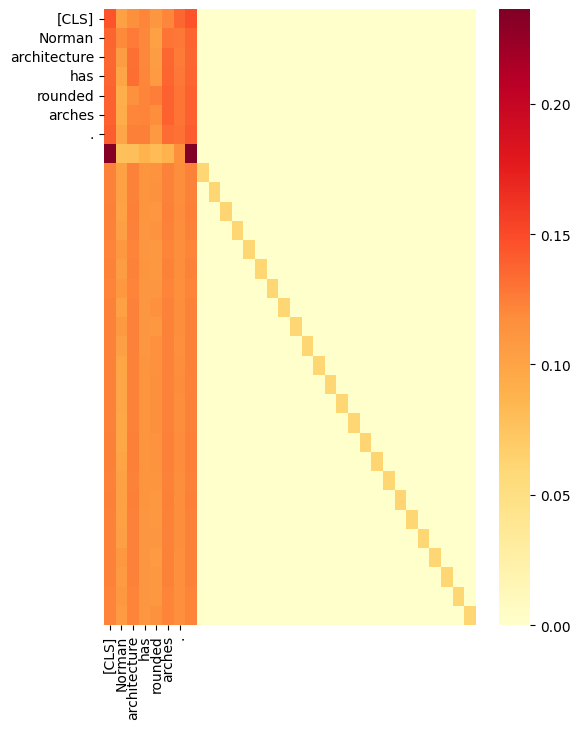 [CLS]
Norman
architecture
has
rounded
arches
.
0.20
0.15
0.10
0.05
0.00
[CLS]
Norman
architecture
has
rounded
arches
.